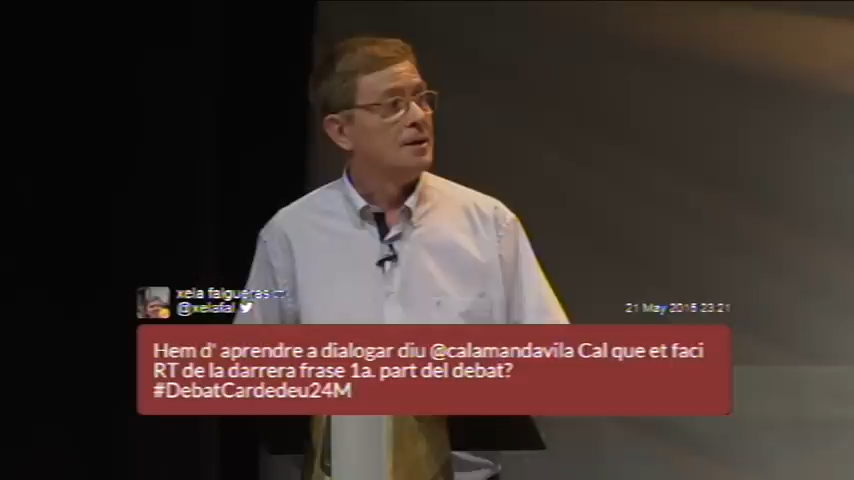 xela falgueras
@xelafal
21 May 2015 23:21
Hem d' aprendre a dialogar diu @calamandavila Cal que et faci
RT de la darrera frase 1a. part del debat?
#DebatCardedeu24M